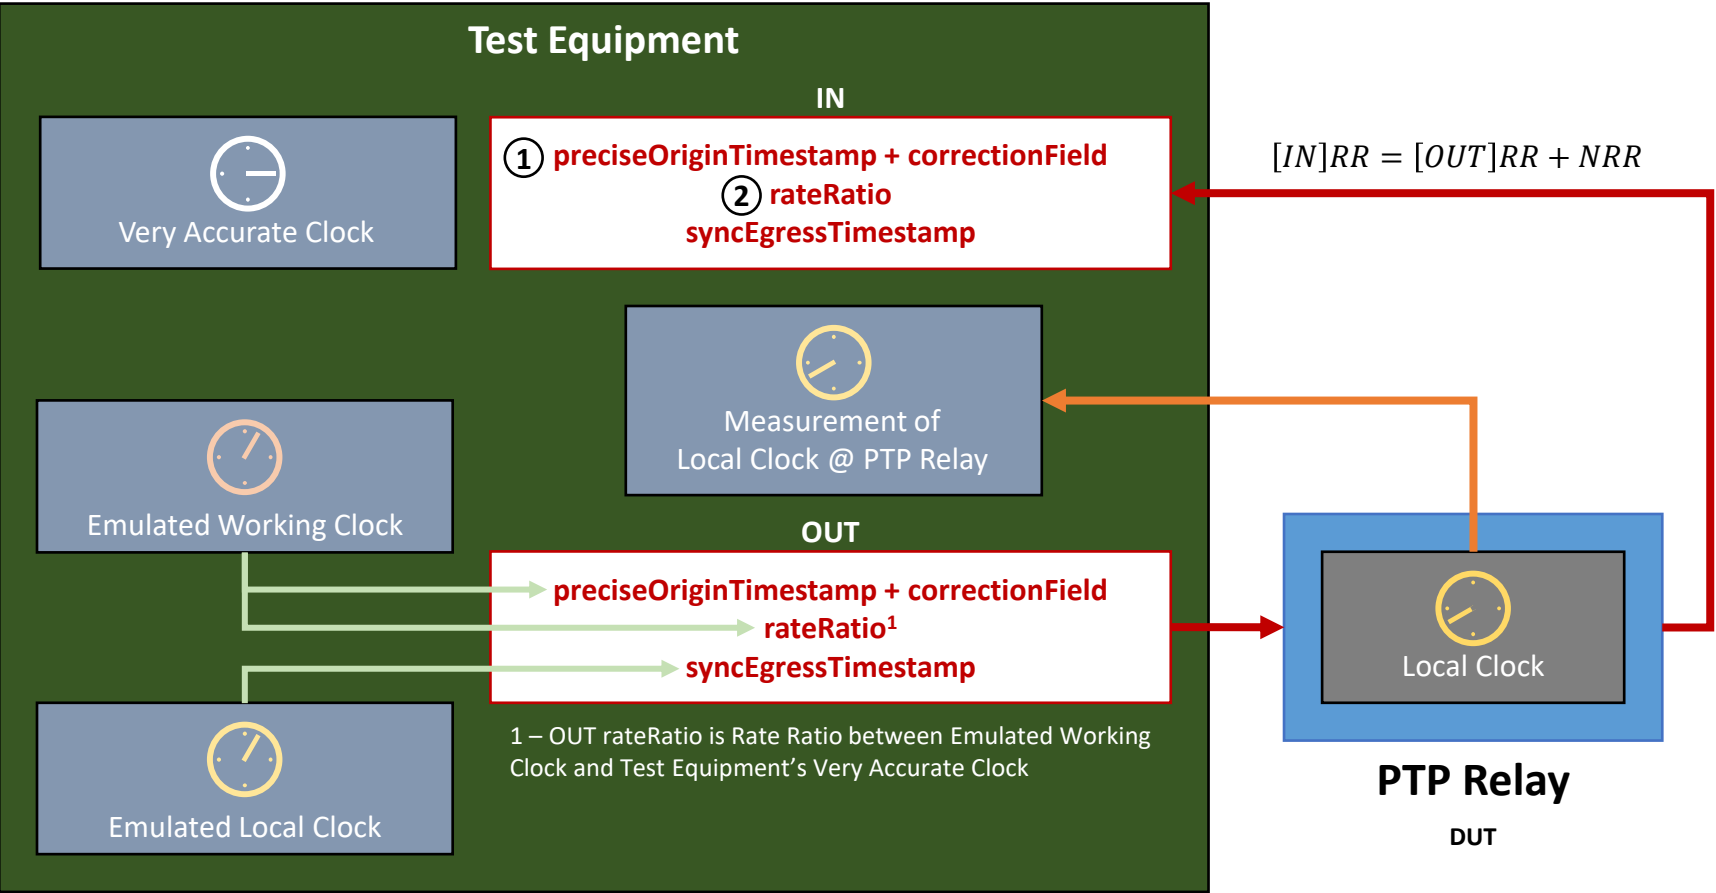 Test Equipment
IN
Very Accurate Clock
① preciseOriginTimestamp + correctionField
② rateRatio
syncEgressTimestamp
[IN]RR = [OUT]RR + NRR
Measurement of
Local Clock @ PTP Relay
Emulated Working Clock
OUT
preciseOriginTimestamp + correctionField
rateRatio¹
syncEgressTimestamp
Local Clock
1 – OUT rateRatio is Rate Ratio between Emulated Working
Clock and Test Equipment’s Very Accurate Clock
Emulated Local Clock
PTP Relay
DUT